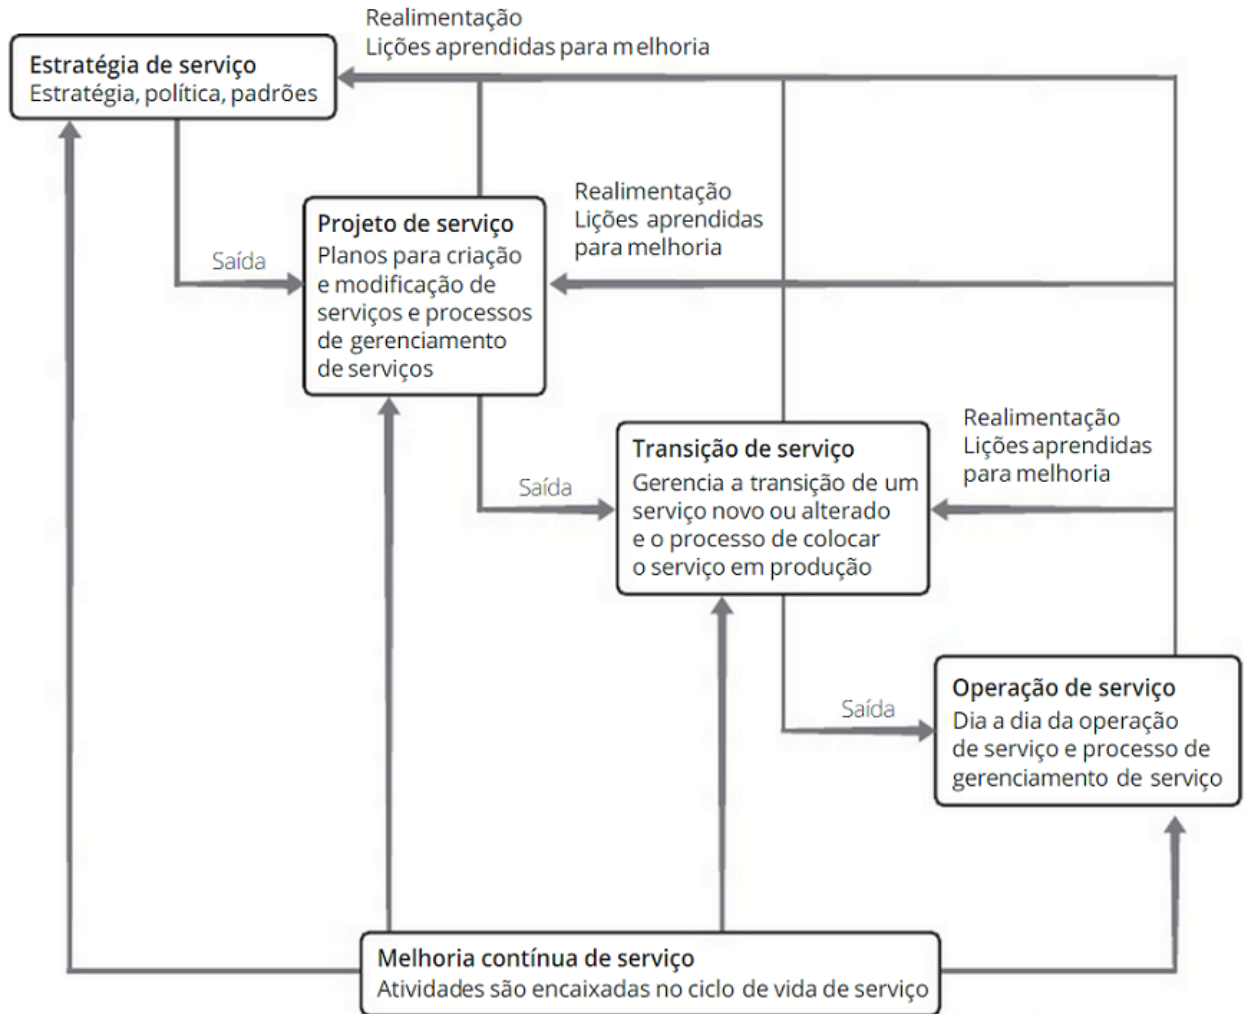 Realimentação
Lições aprendidas para melhoria
Estratégia de serviço
Estratégia, política, padrões
Realimentação
Lições aprendidas
para melhoria
Projeto de serviço
Planos para criação
e modificação de
serviços e processos
de gerenciamento
de serviços
Saída
Realimentação
Lições aprendidas
para melhoria
Transição de serviço
Gerencia a transição de um
serviço novo ou alterado
e o processo de colocar
o serviço em produção
Saída
Operação de serviço
Dia a dia da operação
de serviço e processo de
gerenciamento de serviço
Saída
Melhoria contínua de serviço
Atividades são encaixadas no ciclo de vida de serviço